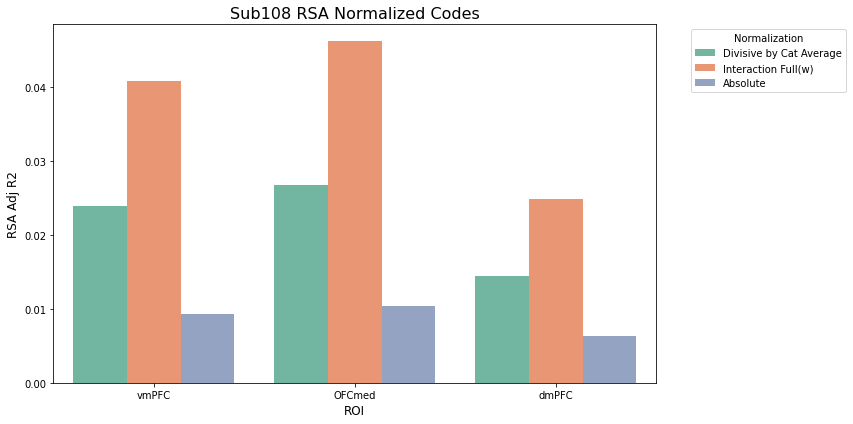 Sub108 RSA Normalized Codes
Normalization
Divisive by Cat Average
Interaction Full(w)
Absolute
RSA Adj R2
0.04
0.03
0.02
0.01
0.00
vmPFC OFCmed dmPFC
ROI